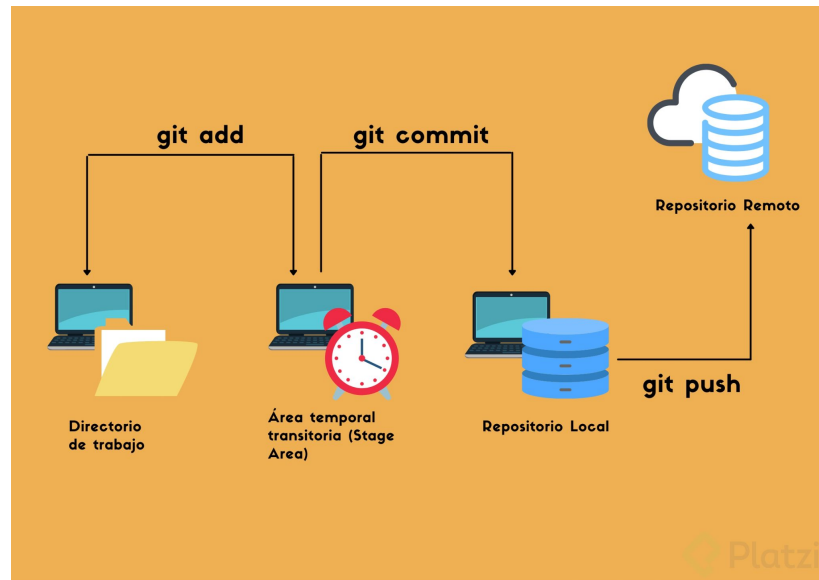 git add
git commit
Repositorio Remoto
git push
Directorio
de trabajo
Área temporal
transitoria (Stage
Area)
Repositorio Local
Platzi